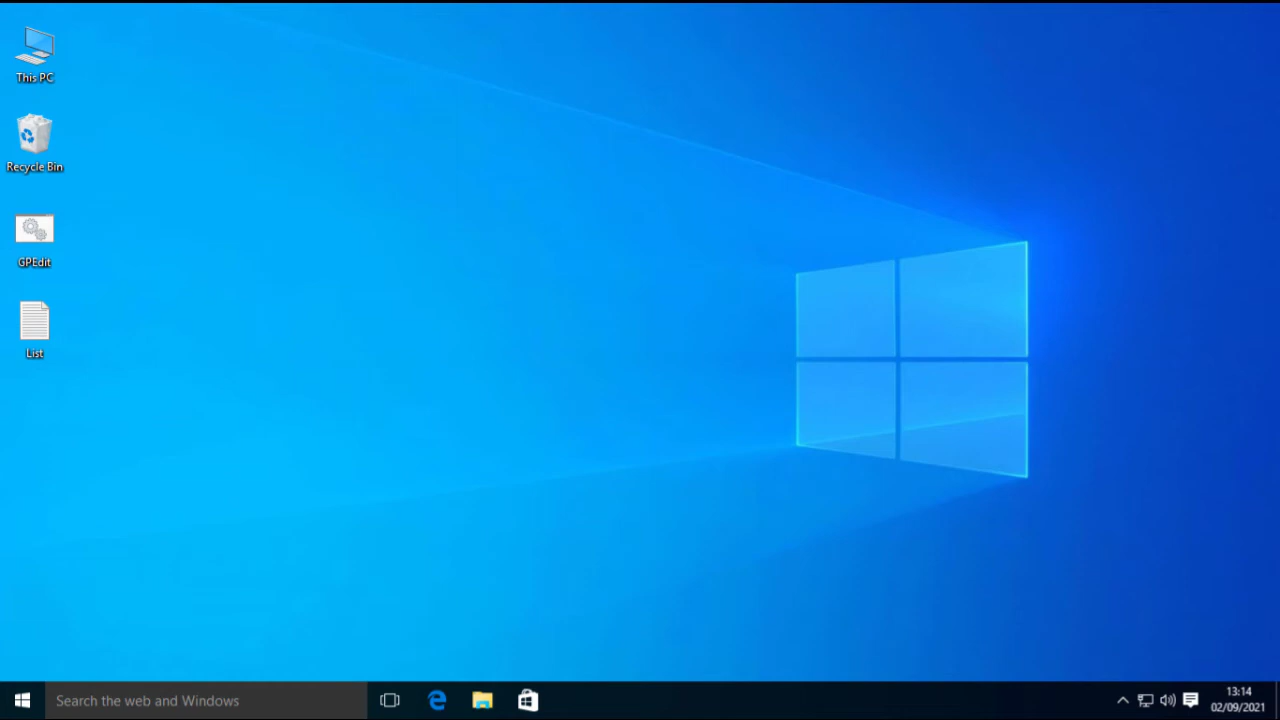 This PC
Recycle Bin
GPEdit
List
Search the web and Windows
13:14
02/09/2021